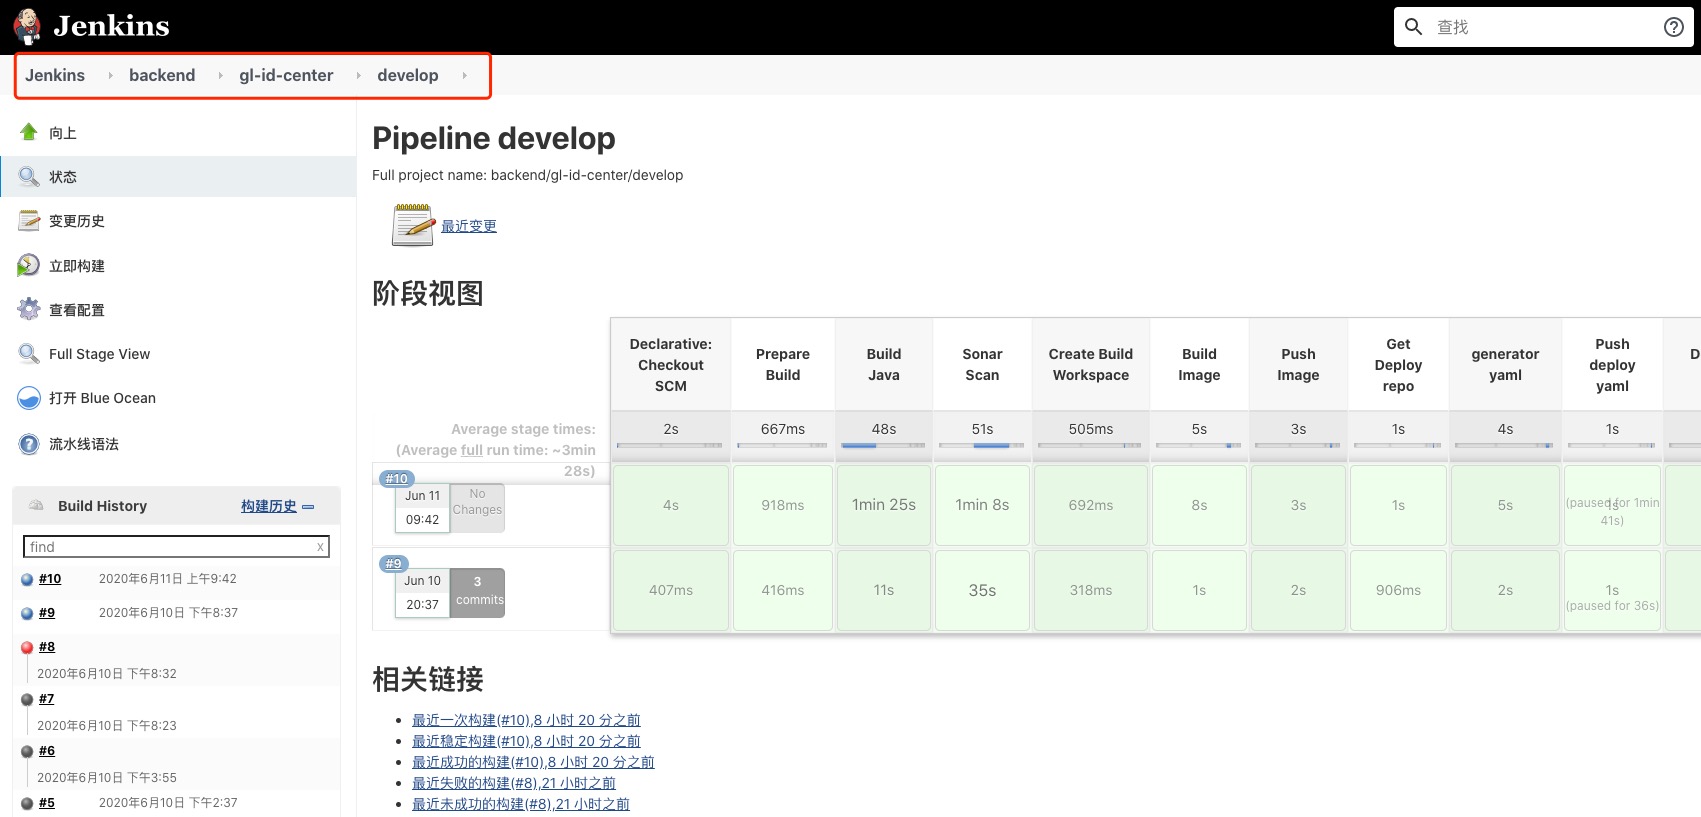 Jenkins
查找
Jenkins backend gl-id-center develop
向上
状态
变更历史
立即构建
查看配置
Full Stage View
打开 Blue Ocean
流水线语法
Build History 构建历史
find x
#10 2020年6月11日 上午9:42
#9 2020年6月10日 下午8:37
#8
2020年6月10日 下午8:32
#7
2020年6月10日 下午8:23
#6
2020年6月10日 下午3:55
#5 2020年6月10日 下午2:37
Pipeline develop
Full project name: backend/gl-id-center/develop
最近变更
阶段视图
Declarative: Checkout SCM
Prepare Build
Build Java
Sonar Scan
Create Build Workspace
Build Image
Push Image
Get Deploy repo
generator yaml
Push deploy yaml
D
Average stage times:
(Average full run time: ~3min
28s)
2s 667ms 48s 51s 505ms 5s 3s 1s 4s 1s
#10
Jun 11
09:42
No
Changes
4s 918ms 1min 25s 1min 8s 692ms 8s 3s 1s 5s 1s
(paused for 1min
41s)
#9
Jun 10
20:37
3
commits
407ms 416ms 11s 35s 318ms 1s 2s 906ms 2s 1s
(paused for 36s)
相关链接
最近一次构建(#10),8 小时 20 分之前
最近稳定构建(#10),8 小时 20 分之前
最近成功的构建(#10),8 小时 20 分之前
最近失败的构建(#8),21 小时之前
最近未成功的构建(#8),21 小时之前